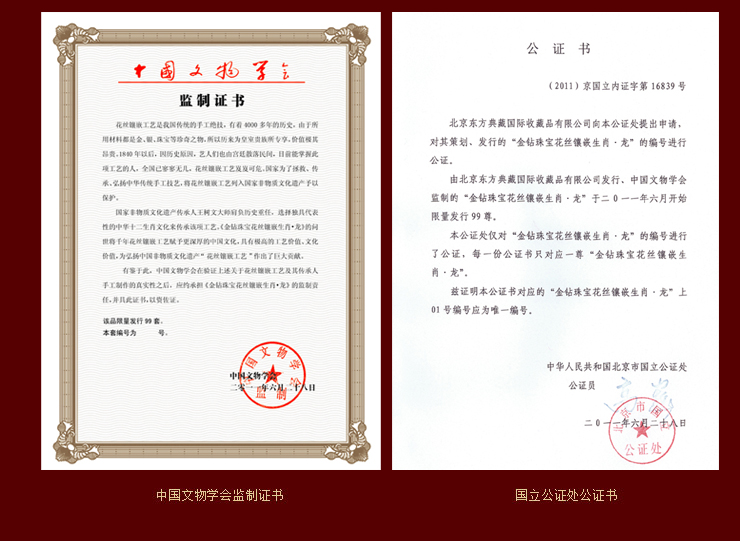 中国文物学会
监制证书
花丝镶嵌工艺是我国传统的手工绝技，有着4000多年的历史，由于所
用材料都是金、银、珠宝等珍奇之物，所以历来为皇室贵族所专享，价值极其
昂贵。1840年以后，因历史原因，艺人们也由宫廷散落民间，目前能掌握此
项工艺的人，全国已寥寥无几，花丝镶嵌工艺岌岌可危。国家为了拯救、传
承、弘扬中华传统手工技艺，将花丝镶嵌工艺列入国家非物质文化遗产予以
保护。
国家非物质文化遗产传承人王树文大师肩负历史重任，选择独具代表
性的中华十二生肖文化来传承该项工艺。《金钻珠宝花丝镶嵌生肖•龙》的问
世将千年花丝镶嵌工艺赋予更深厚的中国文化，具有极高的工艺价值、文化
价值，为弘扬中国非物质文化遗产“花丝镶嵌工艺”作出了巨大贡献。
有鉴于此，中国文物学会在验证上述关于花丝镶嵌工艺及其传承人
手工制作的真实性之后，应约承担《金钻珠宝花丝镶嵌生肖•龙》的监制责
任，并具此证书，以资佐证。
该品限量发行99套。
本套编号为 号。
中国文物学会
二零一一年六月二十八日
中国文物学会监制证书
公证书
（2011）京国立内证字第16839号
北京东方典藏国际收藏品有限公司向本公证处提出申请，
对其策划、发行的“金钻珠宝花丝镶嵌生肖·龙”的编号进行
公证。
由北京东方典藏国际收藏品有限公司发行、中国文物学会
监制的“金钻珠宝花丝镶嵌生肖·龙”于二０一一年六月开始
限量发行99尊。
本公证处仅对“金钻珠宝花丝镶嵌生肖·龙”的编号进行
了公证。每一份公证书只对应一尊“金钻珠宝花丝镶嵌生
肖·龙”。
兹证明本公证书对应的“金钻珠宝花丝镶嵌生肖·龙”上
01号编号应为唯一编号。
中华人民共和国北京市国立公证处
公证员
二０一一年六月二十八日
北京市国立
公证处
国立公证处公证书